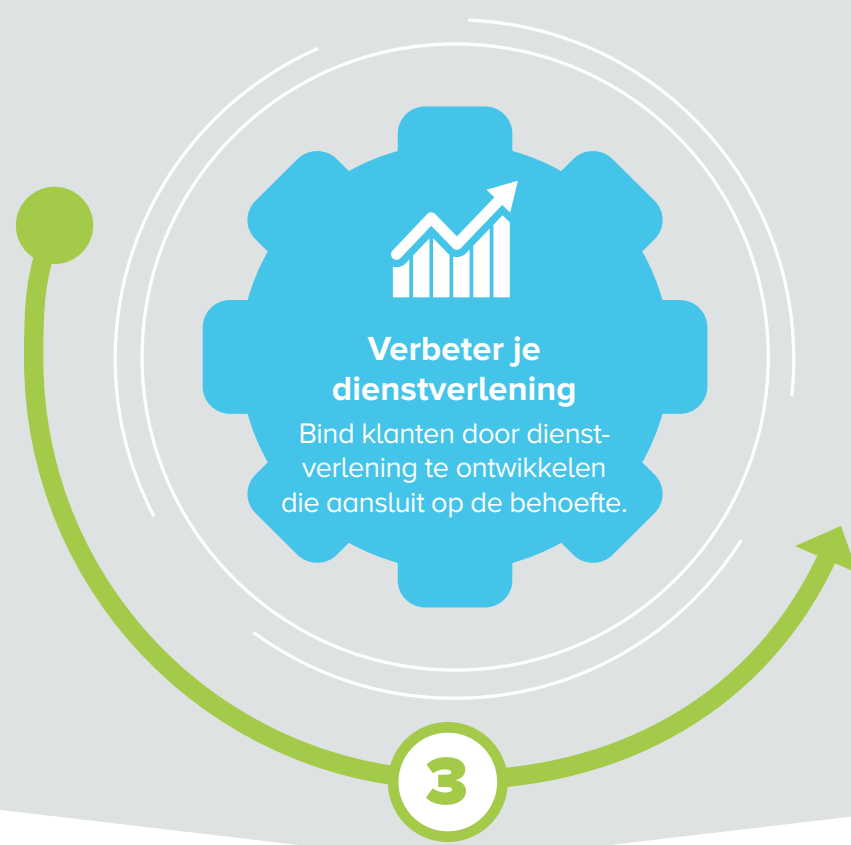 Verbeter je
dienstverlening
Bind klanten door dienst-
verlening te ontwikkelen
die aansluit op de behoefte.
3